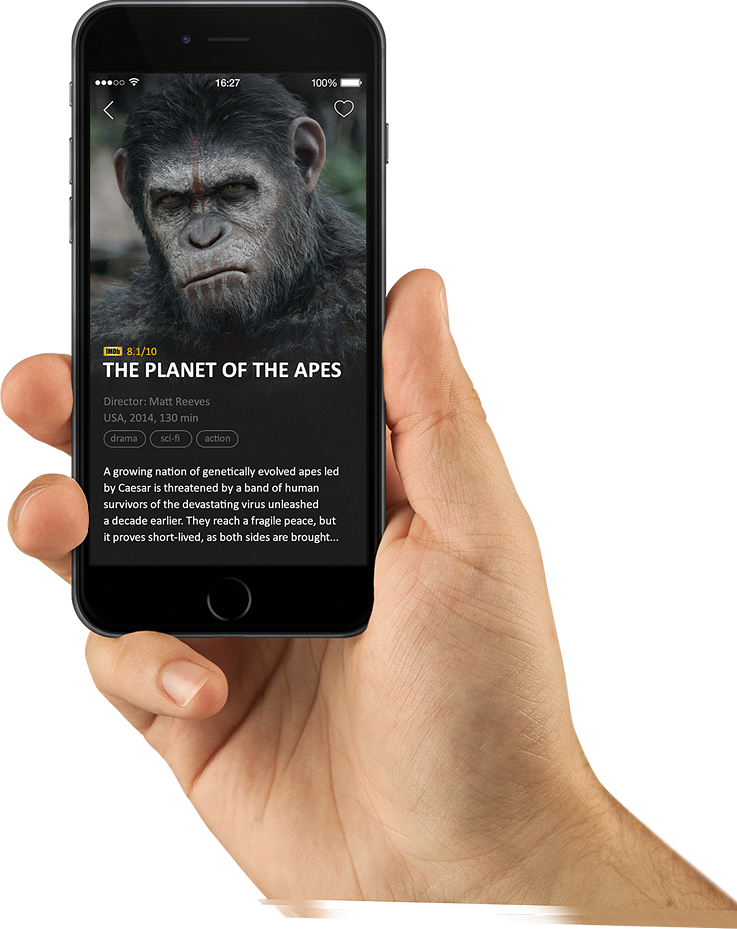 16:27
100%
IMDb 8.1/10
THE PLANET OF THE APES
Director: Matt Reeves
USA, 2014, 130 min
drama sci-fi action
A growing nation of genetically evolved apes led
by Caesar is threatened by a band of human
survivors of the devastating virus unleashed
a decade earlier. They reach a fragile peace, but
it proves short-lived, as both sides are brought...